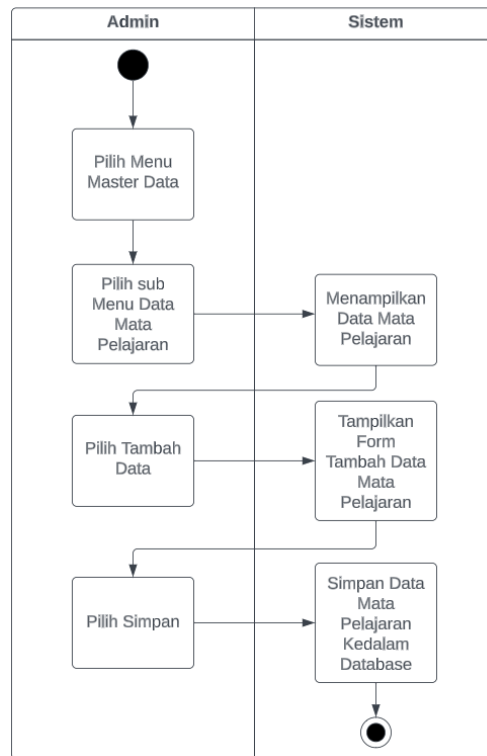 Admin
Sistem
Pilih Menu
Master Data
Pilih sub
Menu Data
Mata
Pelajaran
Menampilkan
Data Mata
Pelajaran
Pilih Tambah
Data
Tampilkan
Form
Tambah Data
Mata
Pelajaran
Pilih Simpan
Simpan Data
Mata
Pelajaran
Kedalam
Database